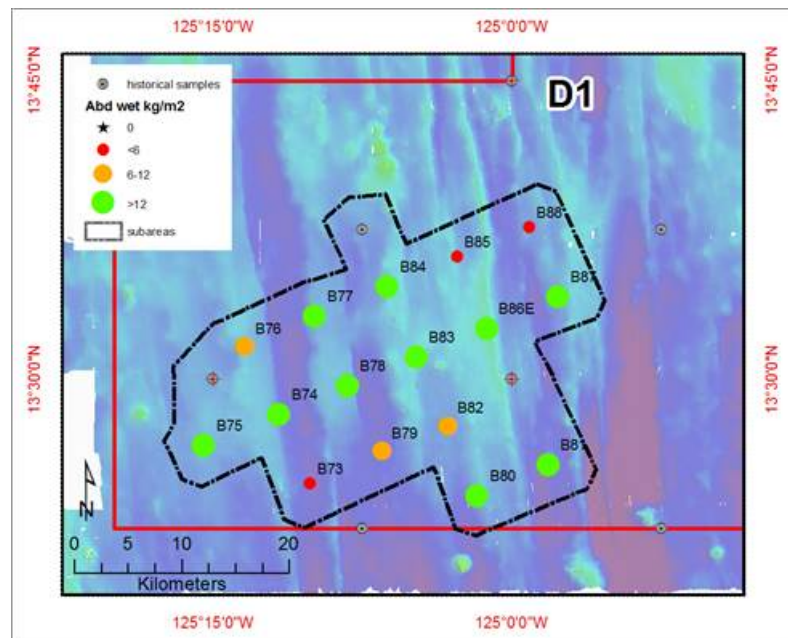 125°15'0"W 125°0'0"W
13°45'0"N
13°45'0"N
D1
historical samples
Abd wet kg/m2
0
<6
6-12
>12
subareas
B88
B85
B84
B87
B77
B86E
B76
B83
B78
B74
B82
B75
B79
B81
B73
B80
13°30'0"N
13°30'0"N
N
0 5 10 20
Kilometers
125°15'0"W 125°0'0"W